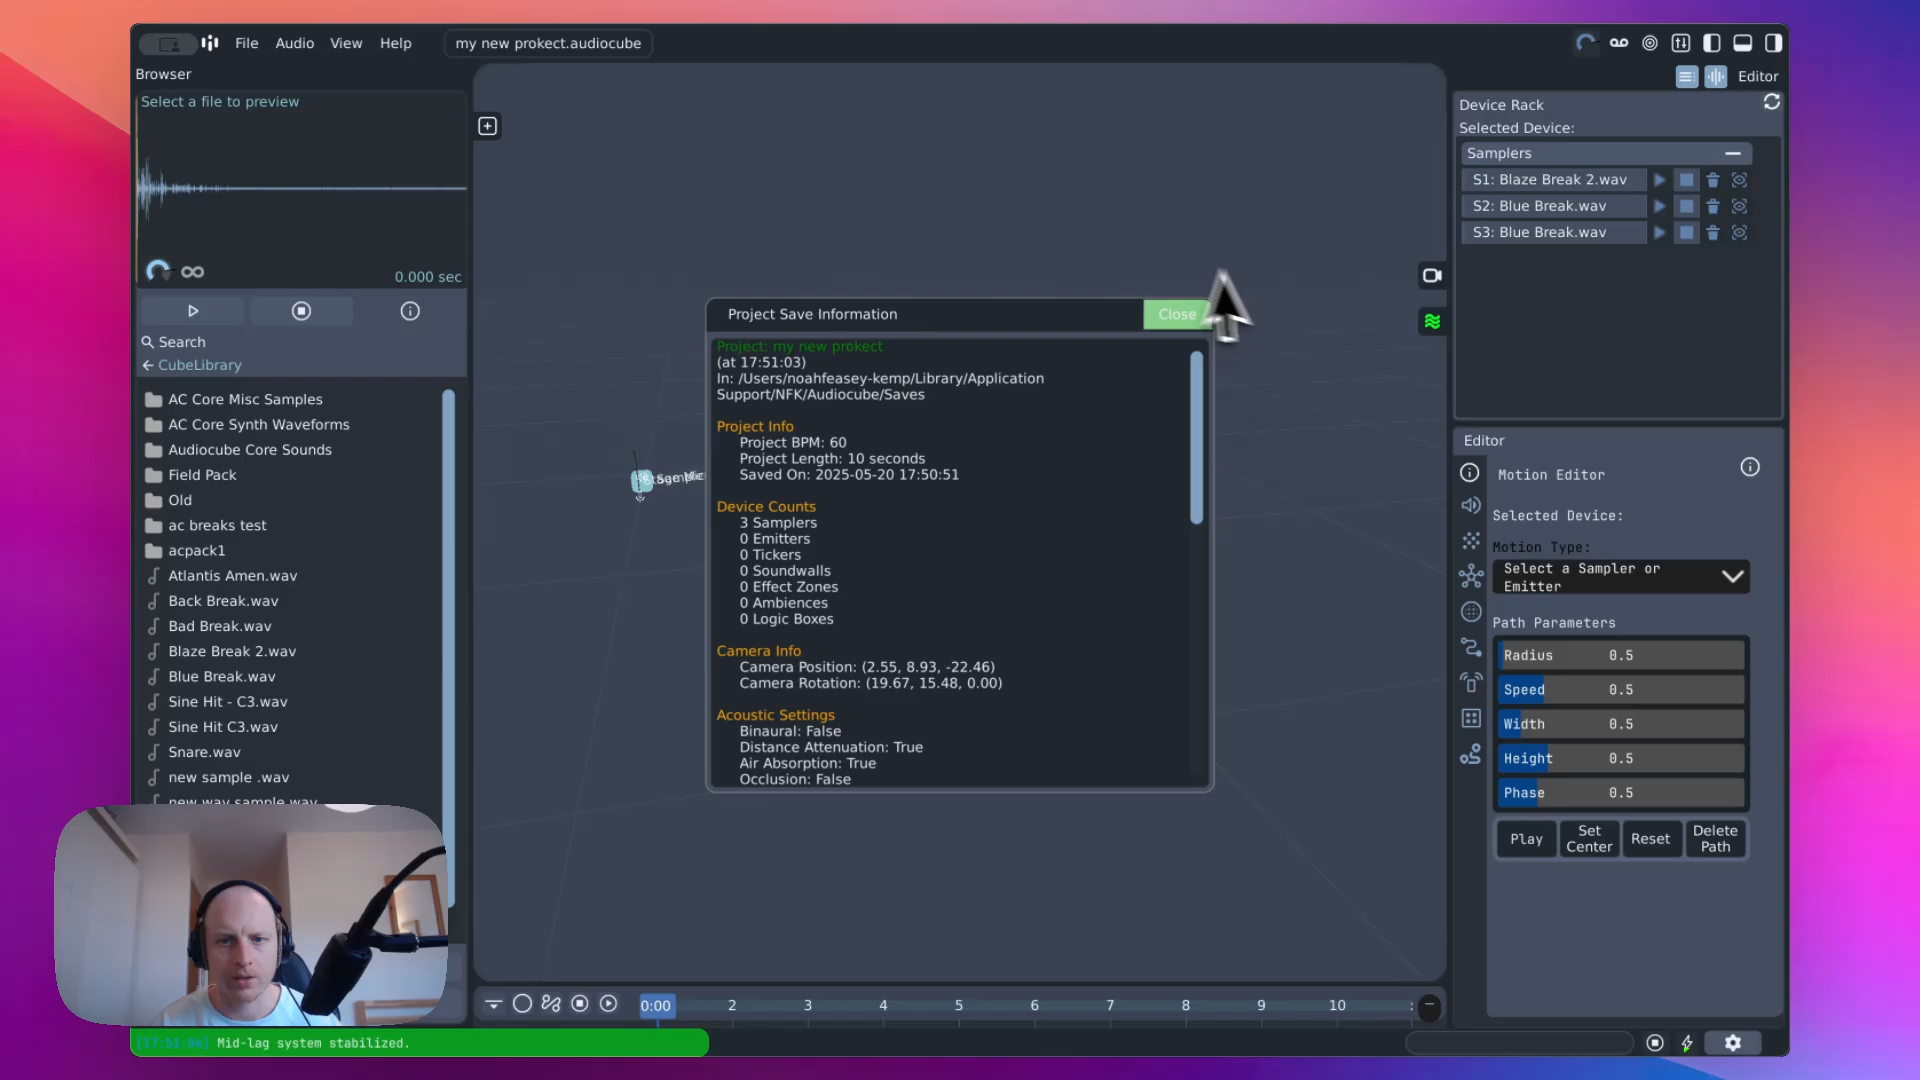 File Audio View Help my new prokect.audiocube
Browser
Select a file to preview
0.000 sec
Search
CubeLibrary
AC Core Misc Samples
AC Core Synth Waveforms
Audiocube Core Sounds
Field Pack
Old
ac breaks test
acpack1
Atlantis Amen.wav
Back Break.wav
Bad Break.wav
Blaze Break 2.wav
Blue Break.wav
Sine Hit - C3.wav
Sine Hit C3.wav
Snare.wav
new sample .wav
new wav sample.wav
Project Save Information
Close
Project: my new prokect
(at 17:51:03)
In: /Users/noahfeasey-kemp/Library/Application
Support/NFK/Audiocube/Saves
Project Info
Project BPM: 60
Project Length: 10 seconds
Saved On: 2025-05-20 17:50:51
Device Counts
3 Samplers
0 Emitters
0 Tickers
0 Soundwalls
0 Effect Zones
0 Ambiences
0 Logic Boxes
Camera Info
Camera Position: (2.55, 8.93, -22.46)
Camera Rotation: (19.67, 15.48, 0.00)
Acoustic Settings
Binaural: False
Distance Attenuation: True
Air Absorption: True
Occlusion: False
Editor
Device Rack
Selected Device:
Samplers
S1: Blaze Break 2.wav
S2: Blue Break.wav
S3: Blue Break.wav
Editor
Motion Editor
Selected Device:
Motion Type:
Select a Sampler or
Emitter
Path Parameters
Radius 0.5
Speed 0.5
Width 0.5
Height 0.5
Phase 0.5
Play
Set
Center
Reset
Delete
Path
0:00 2 3 4 5 6 7 8 9 10
Mid-lag system stabilized.